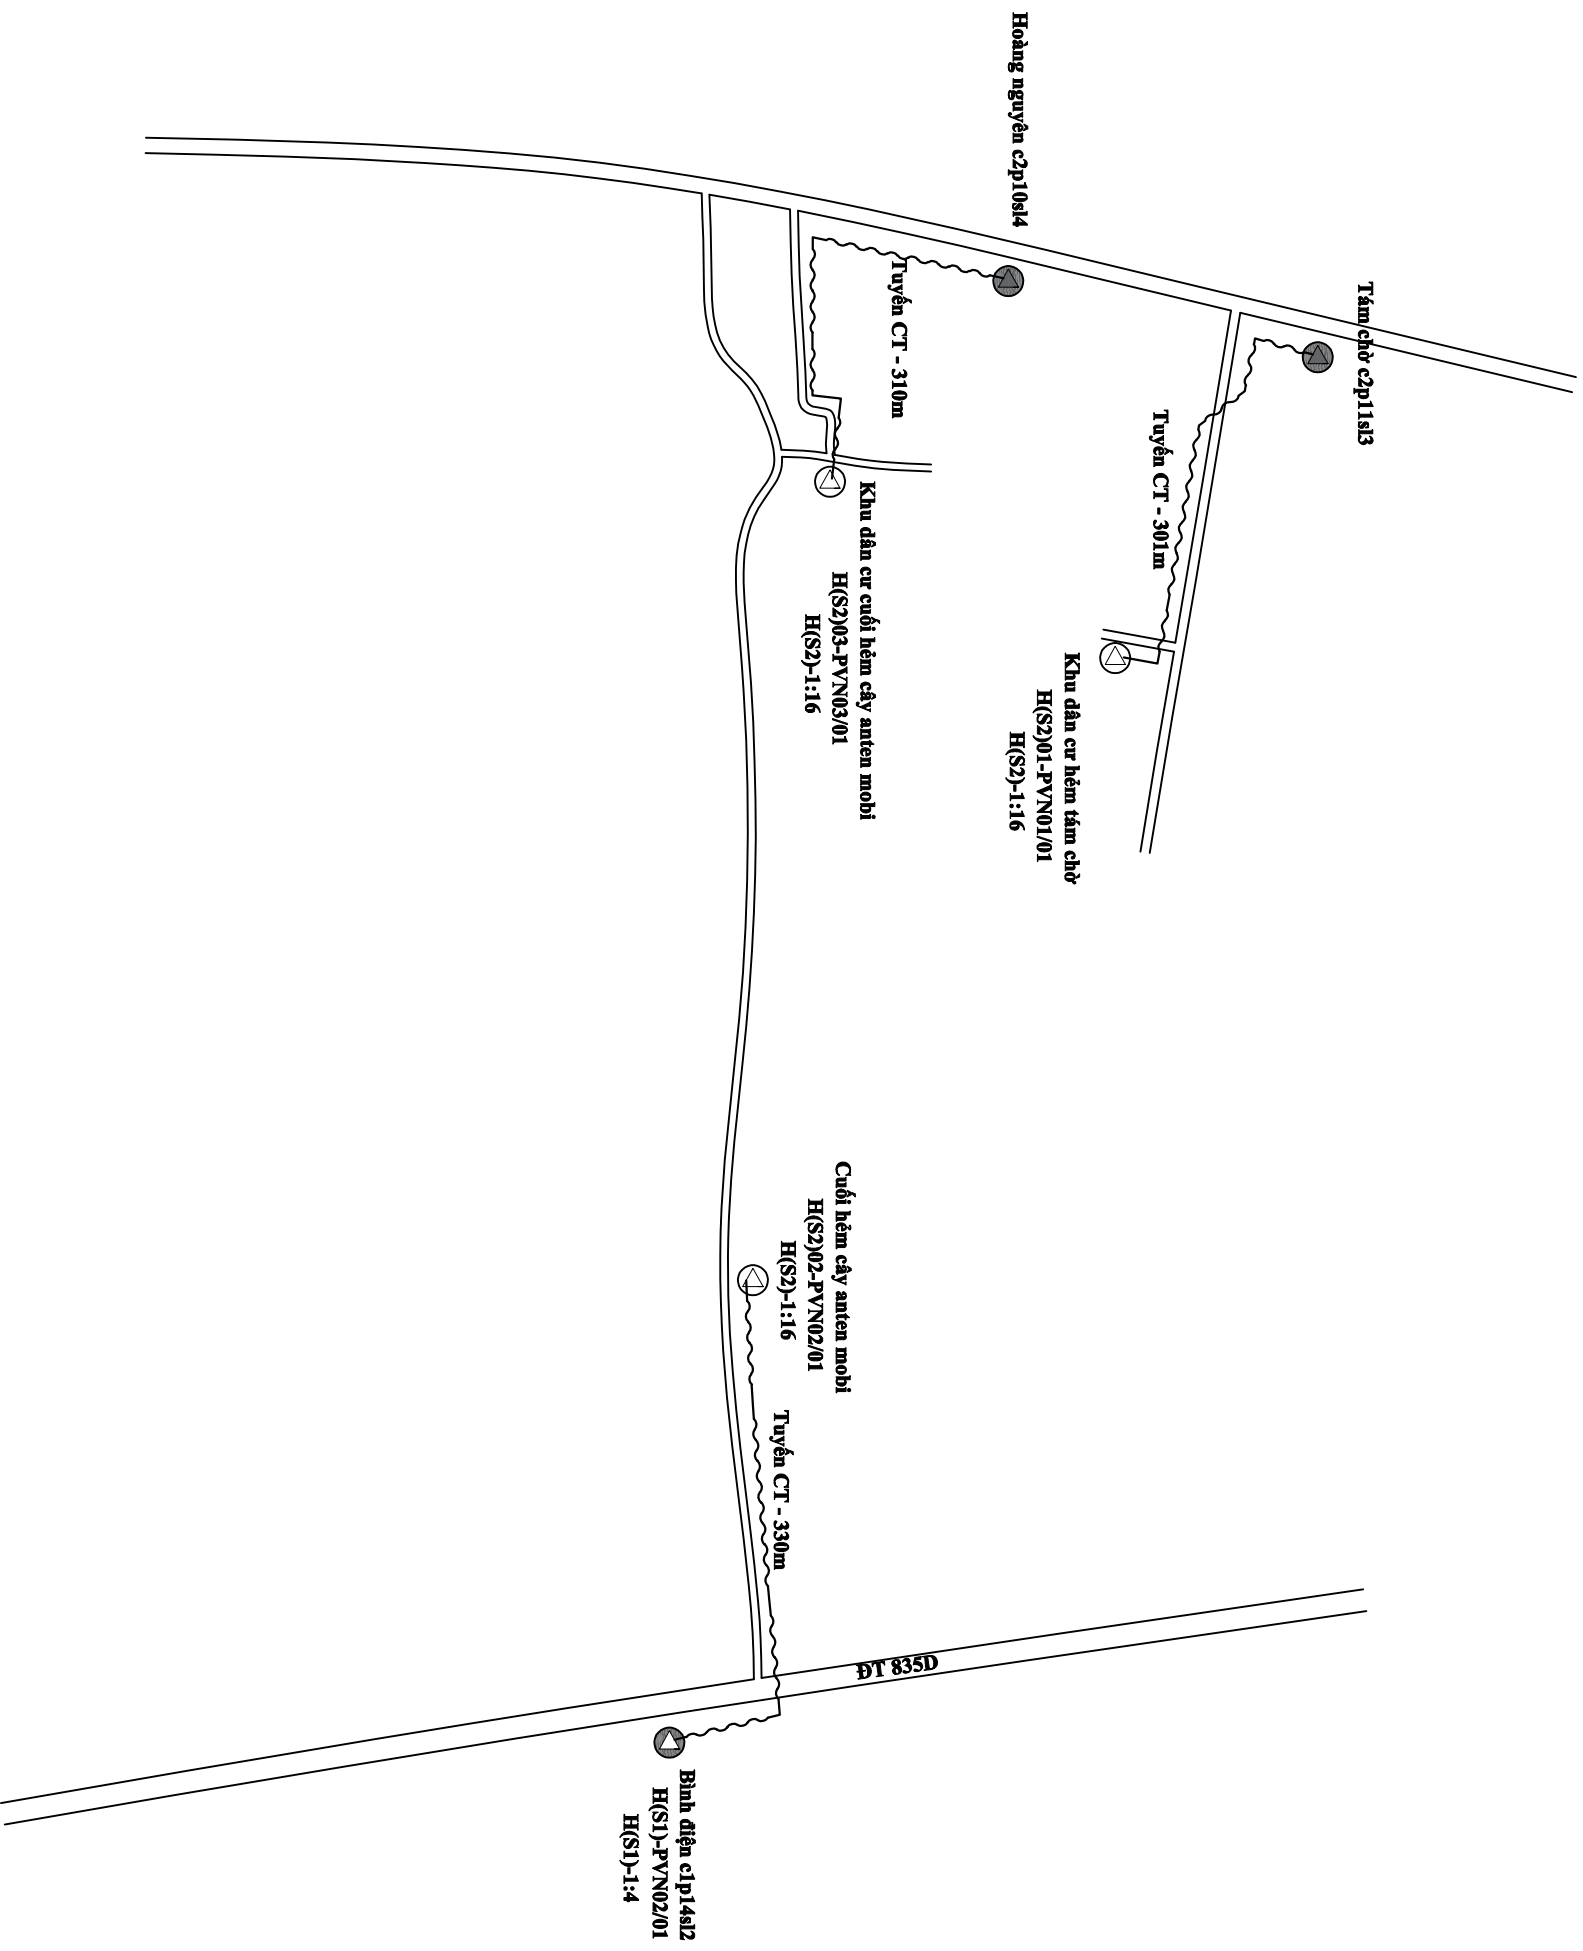 Hoàng nguyên c2p10sl4
Tám chờ c2p11sl3
Tuyến CT - 310m
Tuyến CT - 301m
Khu dân cư cuối hẻm cây anten mobi
H(S2)03-PVN03/01
H(S2)-1:16
Khu dân cư hẻm tám chờ
H(S2)01-PVN01/01
H(S2)-1:16
Cuối hẻm cây anten mobi
H(S2)02-PVN02/01
H(S2)-1:16
Tuyến CT - 330m
ĐT 835D
Bình điện c1p14sl2
H(S1)-PVN02/01
H(S1)-1:4